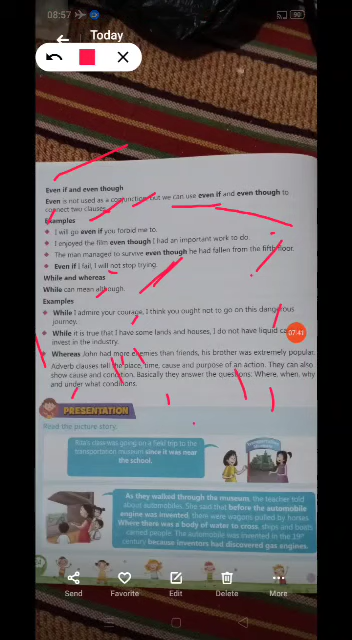 08:57
90
Today
Even if and even though
Even is not used as a conjunction, but we can use even if and even though to
connect two clauses.
Examples
I will go even if you forbid me to.
I enjoyed the film even though I had an important work to do.
The man managed to survive even though he had fallen from the fifth floor.
Even if I fail, I will not stop trying.
While and whereas
While can mean although.
Examples
While I admire your courage, I think you ought not to go on this dangerous
journey.
While it is true that I have some lands and houses, I do not have liquid
07:41
invest in the industry.
Whereas John had more enemies than friends, his brother was extremely popular.
Adverb clauses tell the place, time, cause and purpose of an action. They can also
show cause and condition. Basically they answer the questions: Where, when, why
and under what conditions.
PRESENTATION
Read the picture story.
class was going on a field trip to the
transportation museum since it was near
the school.
As they walked through the museum, the teacher told
about automobiles. She said that before the automobile
engine was invented, there were wagons pulled by horses.
Where there was a body of water to cross, ships and boats
carried people. The automobile was invented in the 19th
century because inventors had discovered gas engines.
Send
Favorite
Edit
Delete
More